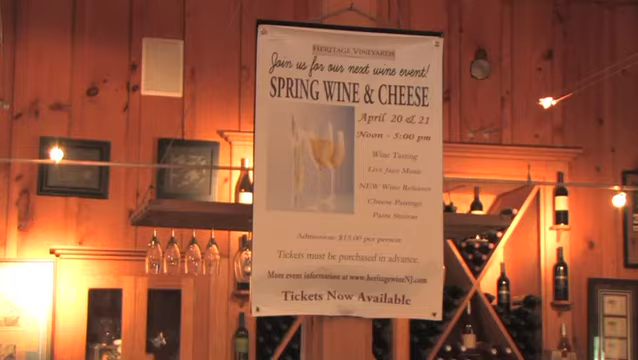 HERITAGE VINEYARDS
Join us for our next wine event!
SPRING WINE & CHEESE
April 20 & 21
Noon - 5:00 pm
Wine Tasting
Live Jazz Music
NEW Wine Releases
Cheese Pairings
Admission: $15.00 per person
Tickets must be purchased in advance.
More event information at www.heritagewineNJ.com
Tickets Now Available